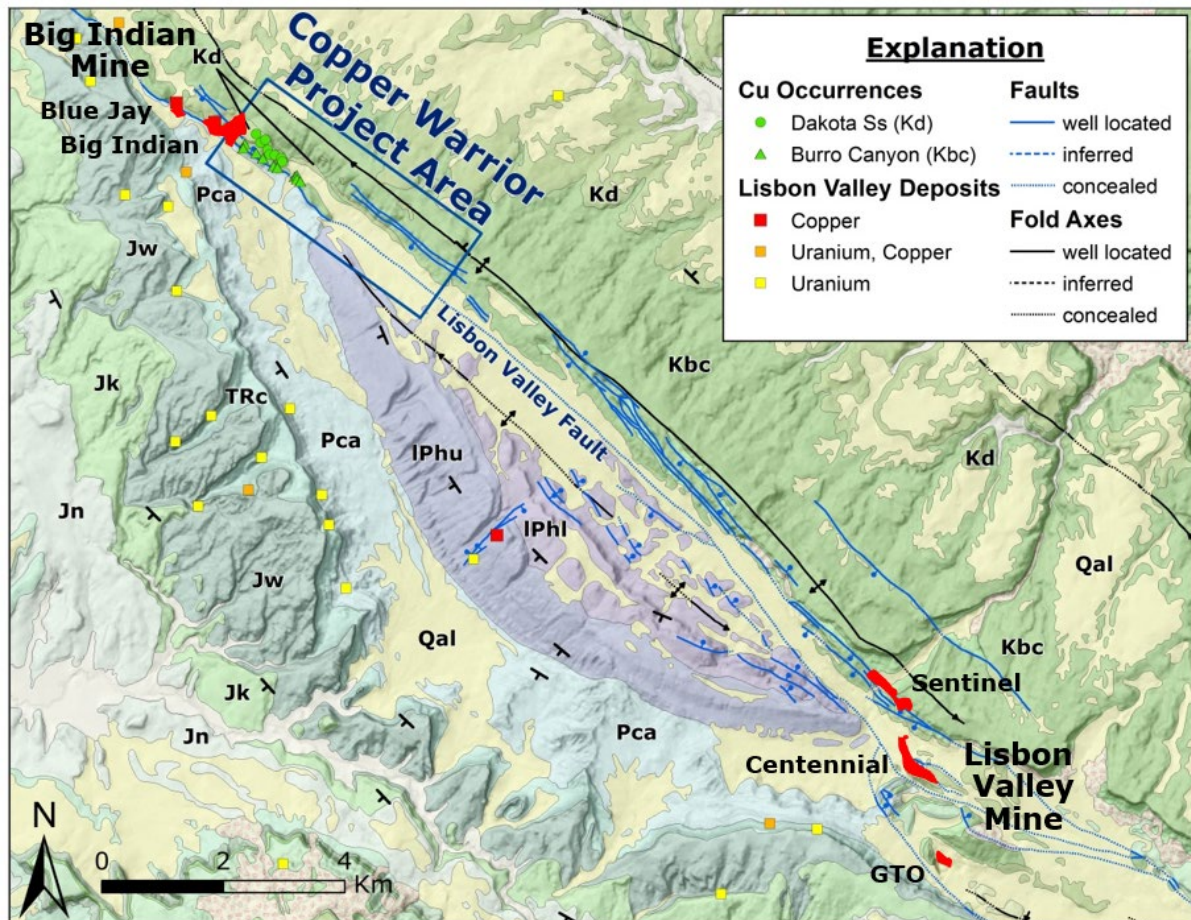 Big Indian
Mine
Kd
Copper Warrior
Project Area
Blue Jay
Big Indian
Pca
Jw
Kd
Explanation
Cu Occurrences
Dakota Ss (Kd)
Burro Canyon (Kbc)
Lisbon Valley Deposits
Copper
Uranium, Copper
Uranium
Faults
well located
inferred
concealed
Fold Axes
well located
inferred
concealed
Lisbon Valley Fault
Jk
TRc
Kbc
Pca
lPhu
Kd
Jn
lPhl
Jw
Qal
Qal
Kbc
Jk
Sentinel
Jn
Pca
Centennial
Lisbon
Valley
Mine
N
0 2 4
Km
GTO